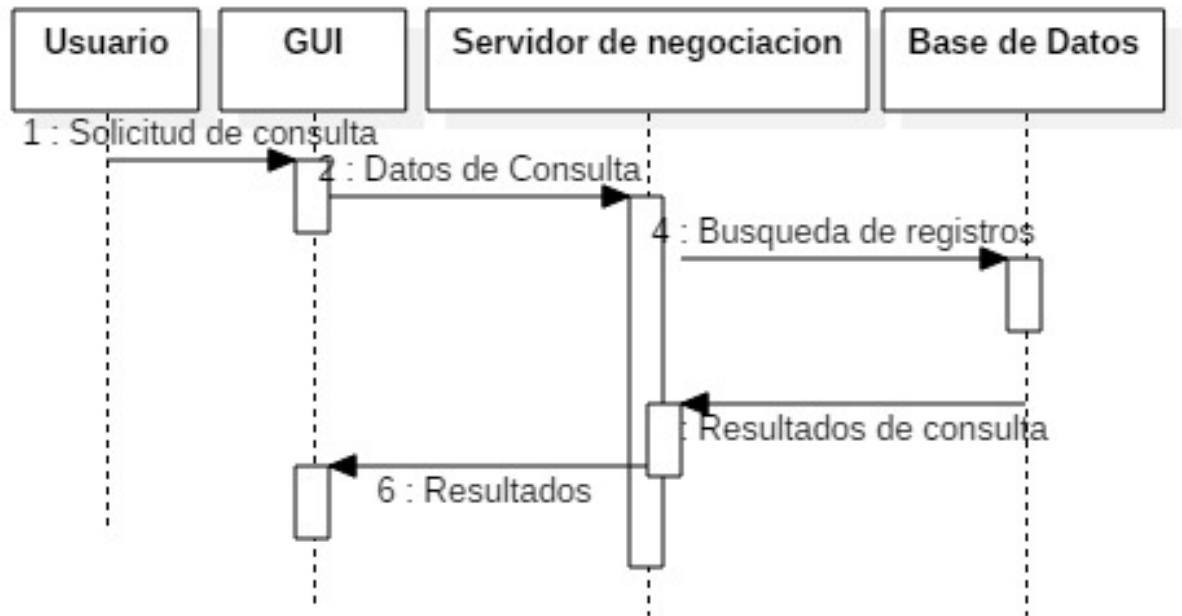 Usuario
GUI
Servidor de negociacion
Base de Datos
1 : Solicitud de consulta
2 : Datos de Consulta
4 : Busqueda de registros
: Resultados de consulta
6 : Resultados